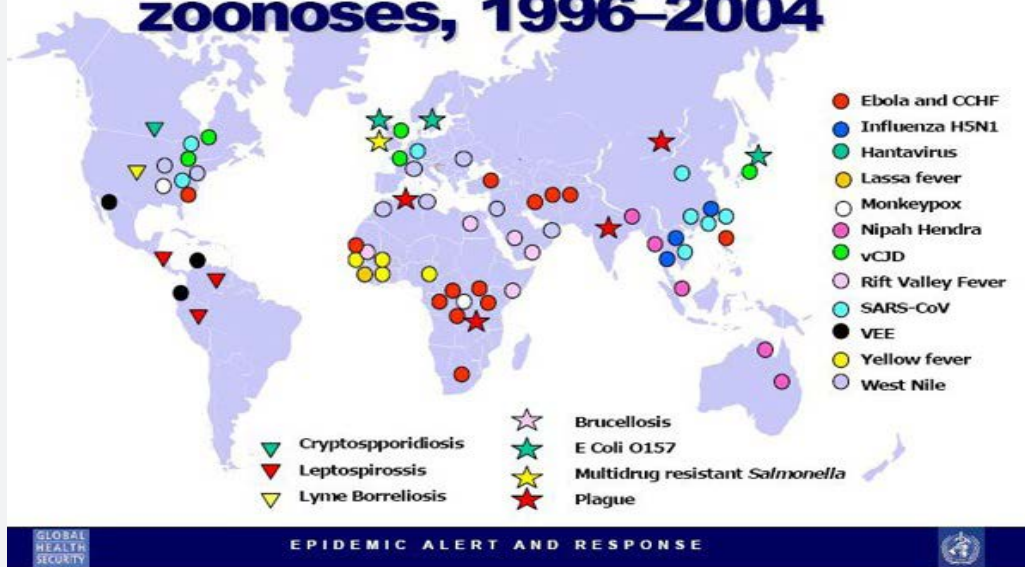 zoonoses, 1996–2004
Ebola and CCHF
Influenza H5N1
Hantavirus
Lassa fever
Monkeypox
Nipah Hendra
vCJD
Rift Valley Fever
SARS-CoV
VEE
Yellow fever
West Nile
Cryptospporidiosis
Leptospirossis
Lyme Borreliosis
Brucellosis
E Coli O157
Multidrug resistant Salmonella
Plague
GLOBAL
HEALTH
SECURITY
EPIDEMIC ALERT AND RESPONSE